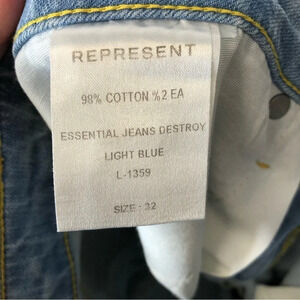 REPRESENT
98% COTTON %2 EA
ESSENTIAL JEANS DESTROY
LIGHT BLUE
L-1359
SIZE : 32